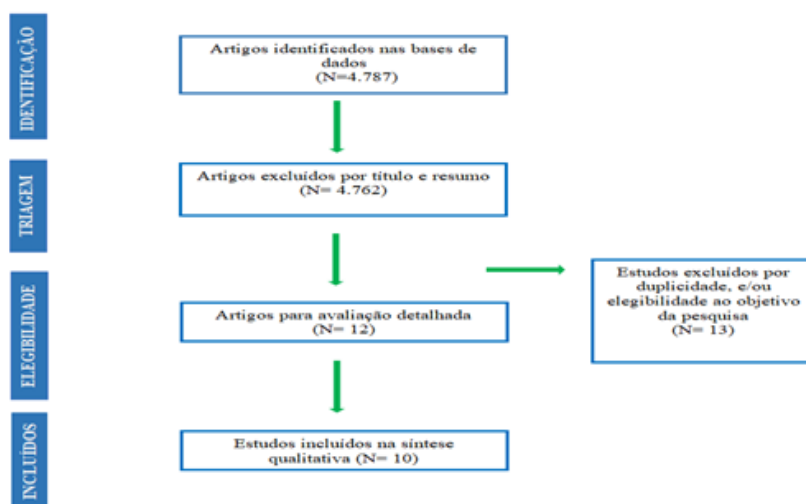 IDENTIFICAÇÃO
Artigos identificados nas bases de
dados
(N=4.787)
TRIAGEM
Artigos excluídos por título e resumo
(N= 4.762)
ELEGIBILIDADE
Artigos para avaliação detalhada
(N= 12)
Estudos excluídos por
duplicidade, e/ou
elegibilidade ao objetivo
da pesquisa
(N= 13)
INCLUÍDOS
Estudos incluídos na síntese
qualitativa (N= 10)